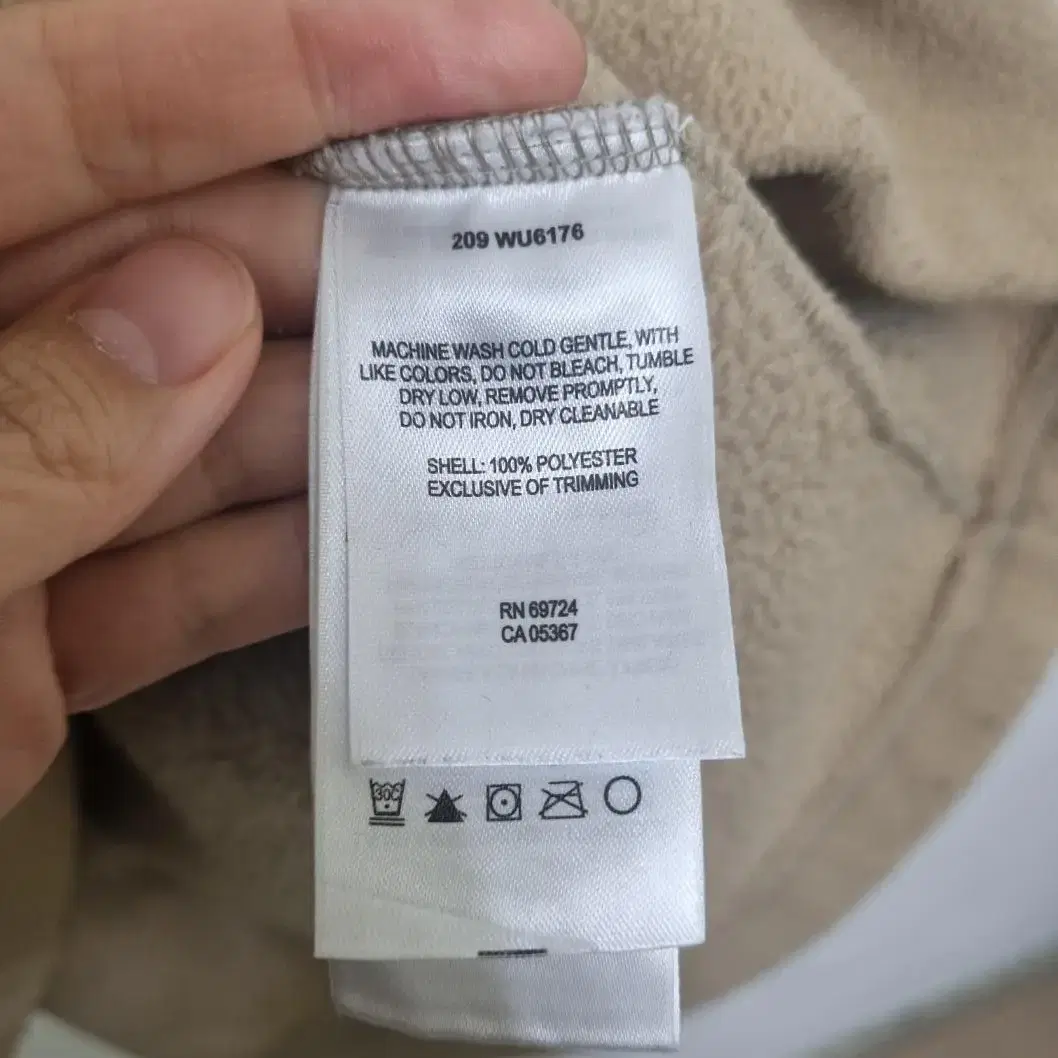 209 WU6176
MACHINE WASH COLD GENTLE, WITH
LIKE COLORS, DO NOT BLEACH, TUMBLE
DRY LOW, REMOVE PROMPTLY,
DO NOT IRON, DRY CLEANABLE
SHELL: 100% POLYESTER
EXCLUSIVE OF TRIMMING
RN 69724
CA 05367
30C